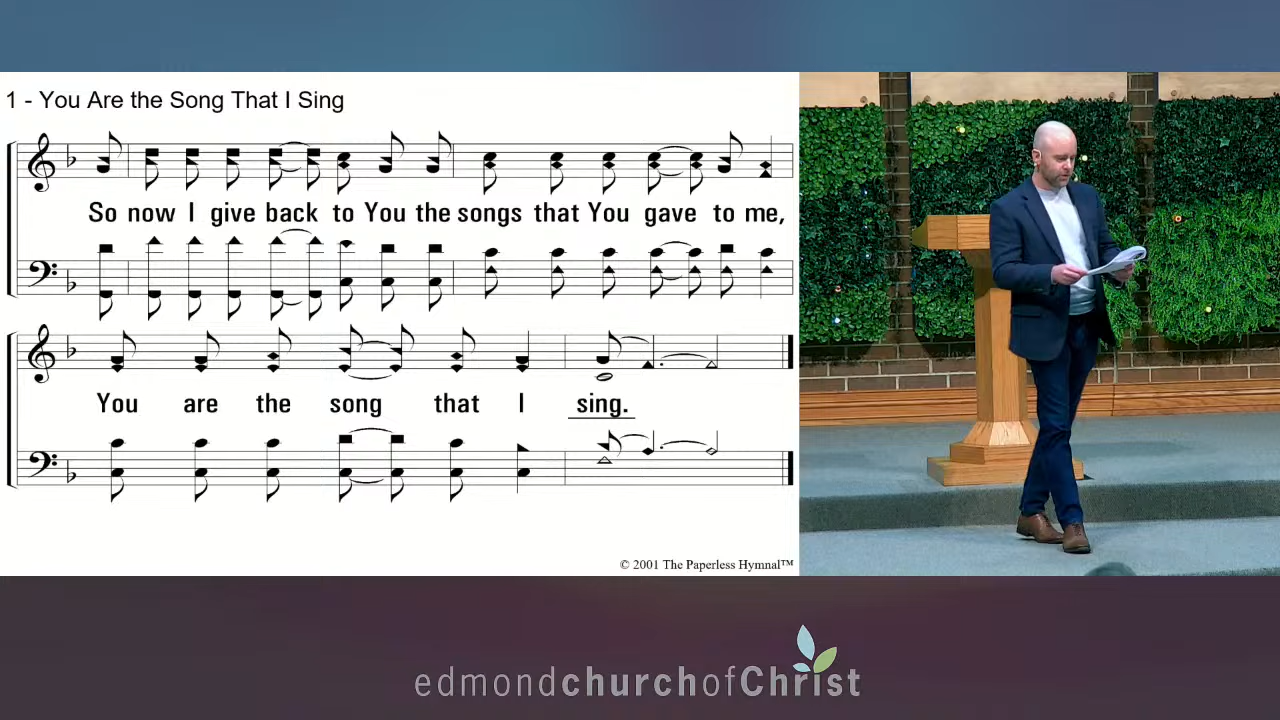 1 - You Are the Song That I Sing
So now I give back to You the songs that You gave to me,
You are the song that I sing.
© 2001 The Paperless Hymnal™
edmondchurchofChrist